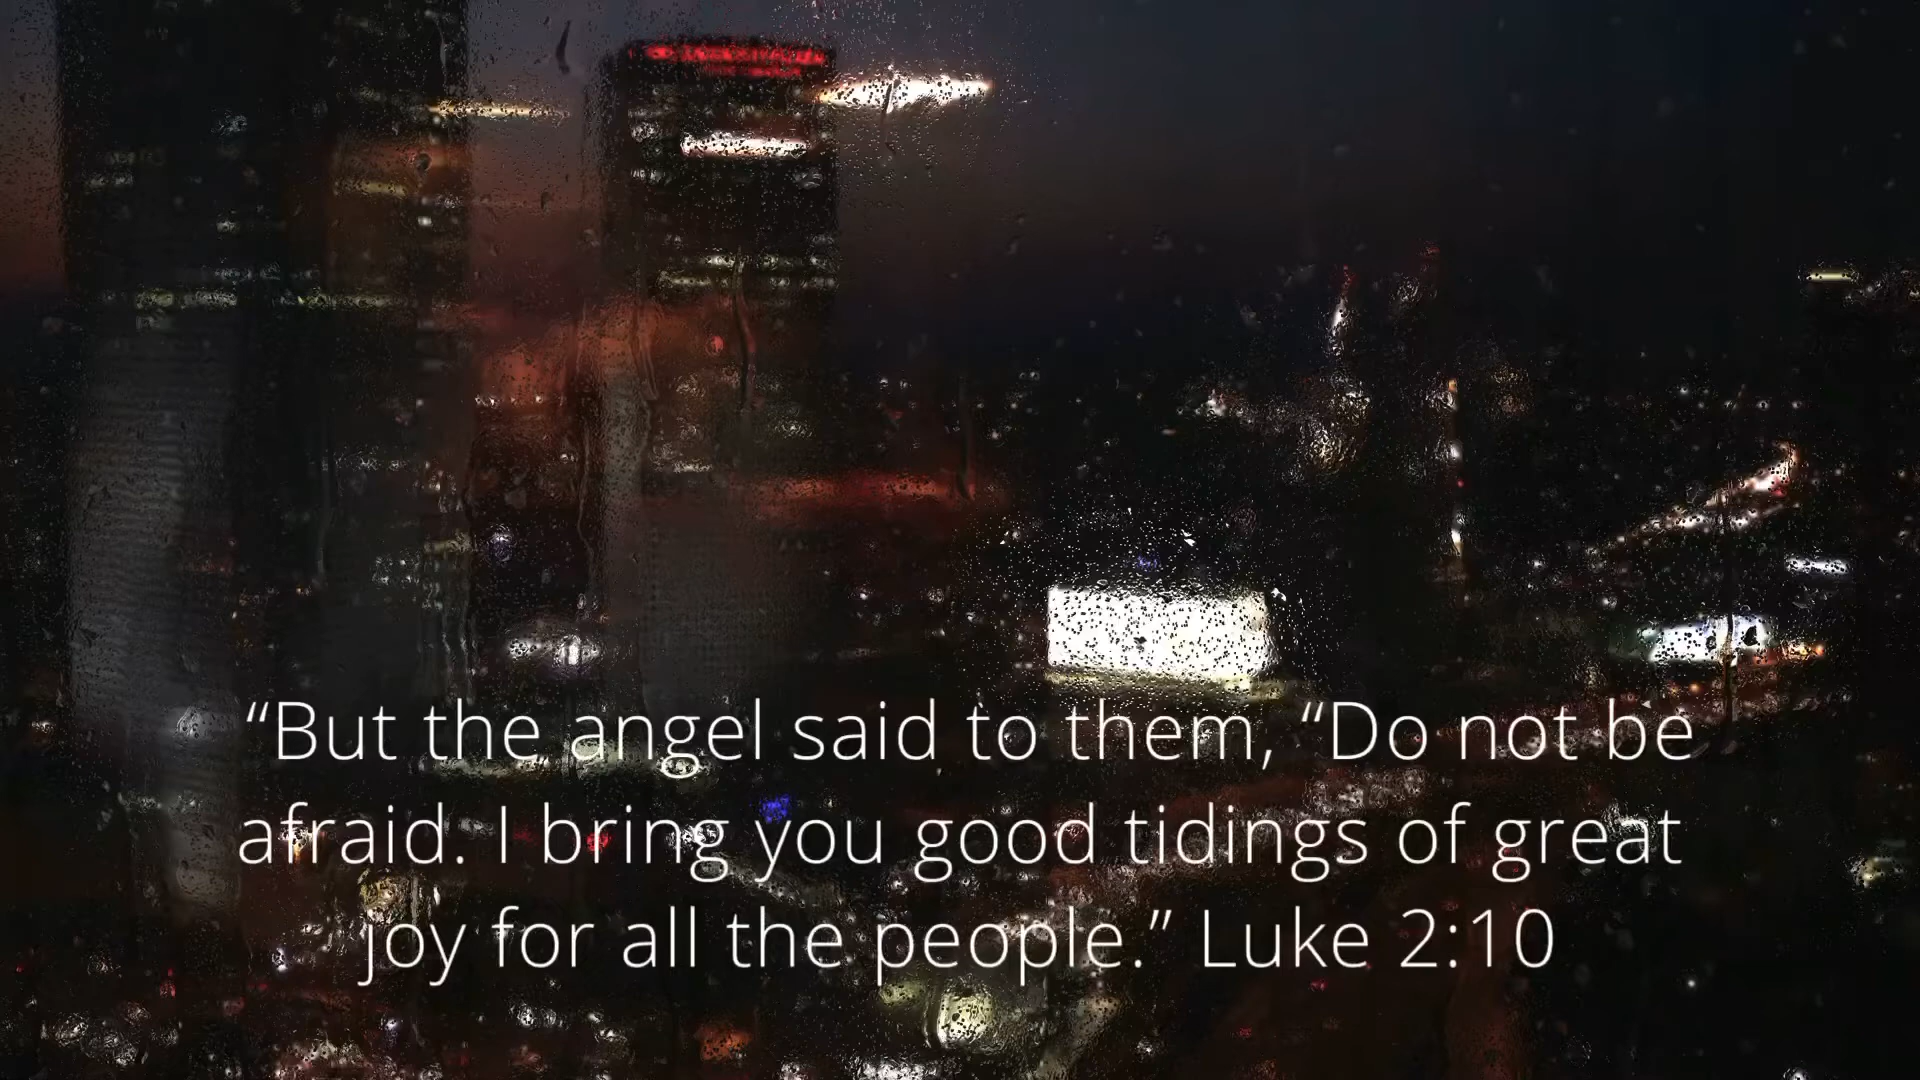 “But the angel said to them, “Do not be
afraid. I bring you good tidings of great
joy for all the people.” Luke 2:10